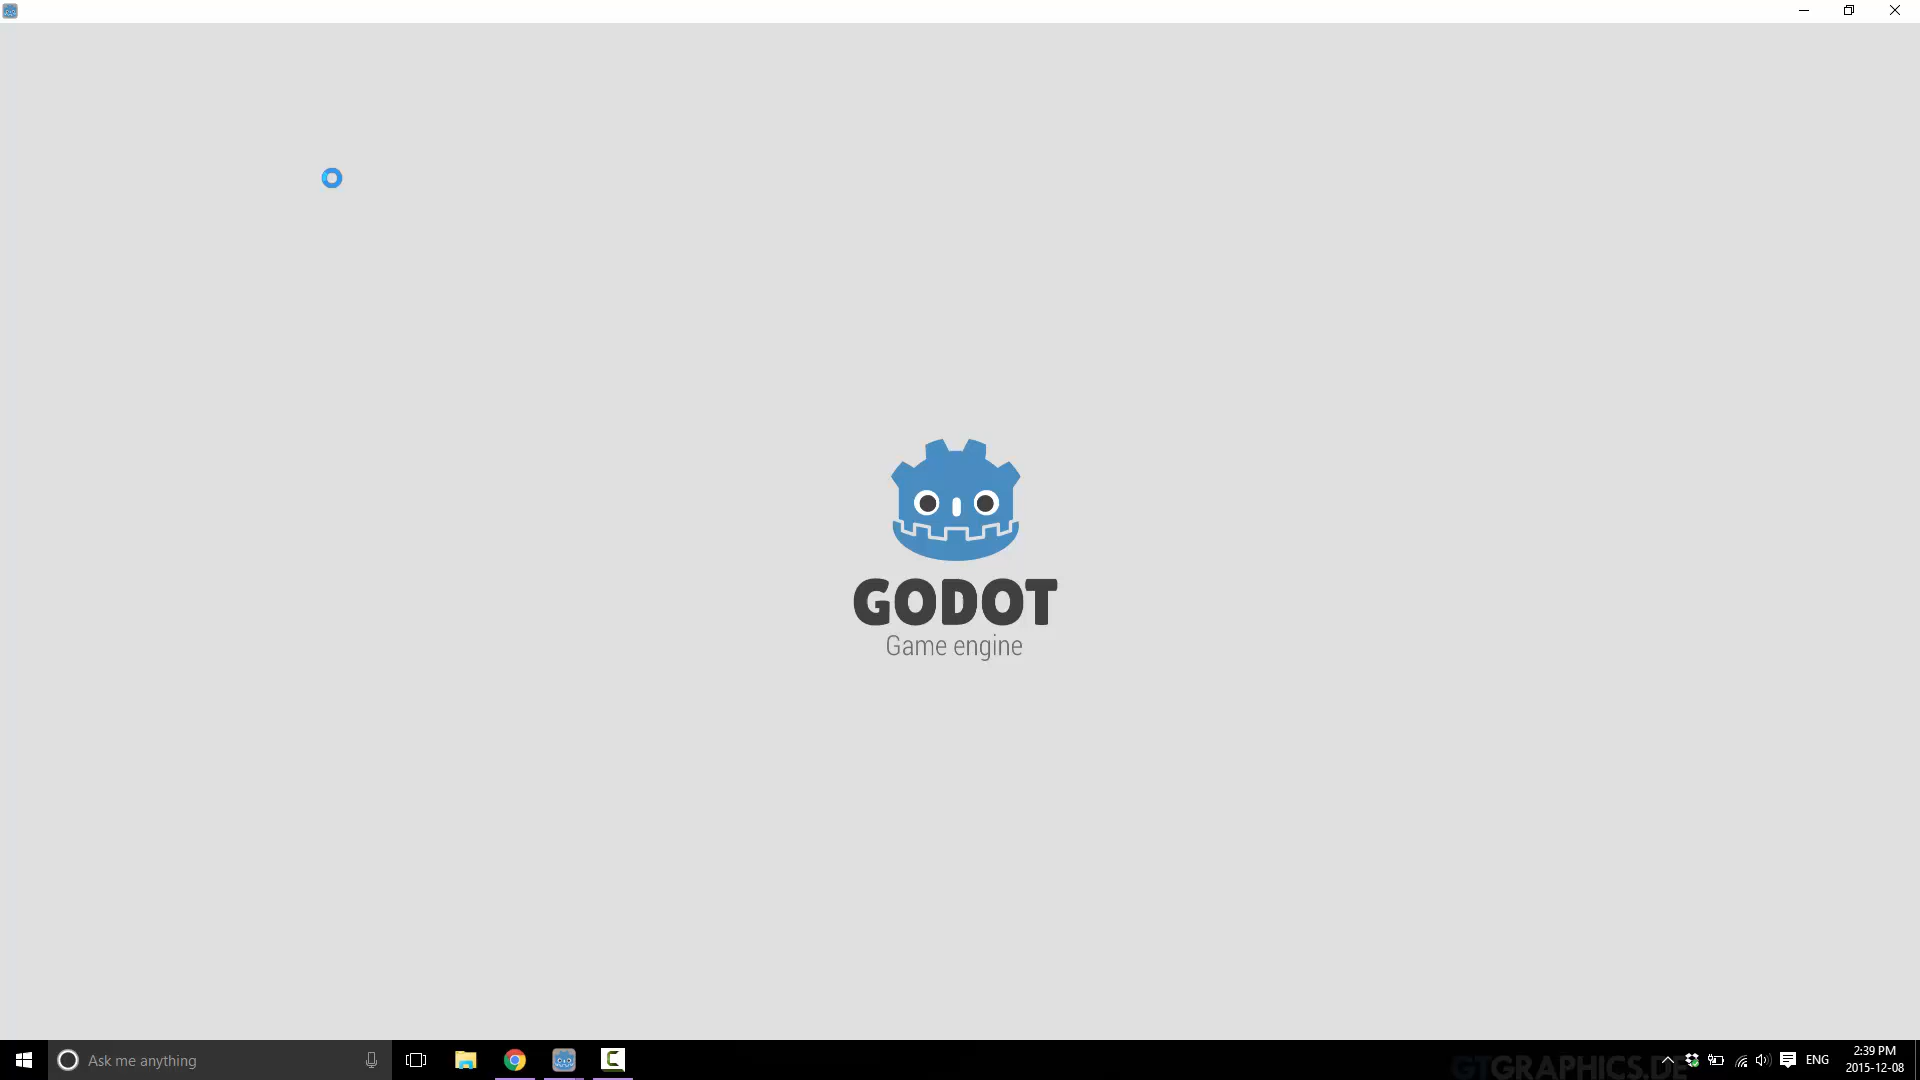 GODOT
Game engine
Ask me anything
GTGRAPHICS.DE
ENG
2:39 PM
2015-12-08